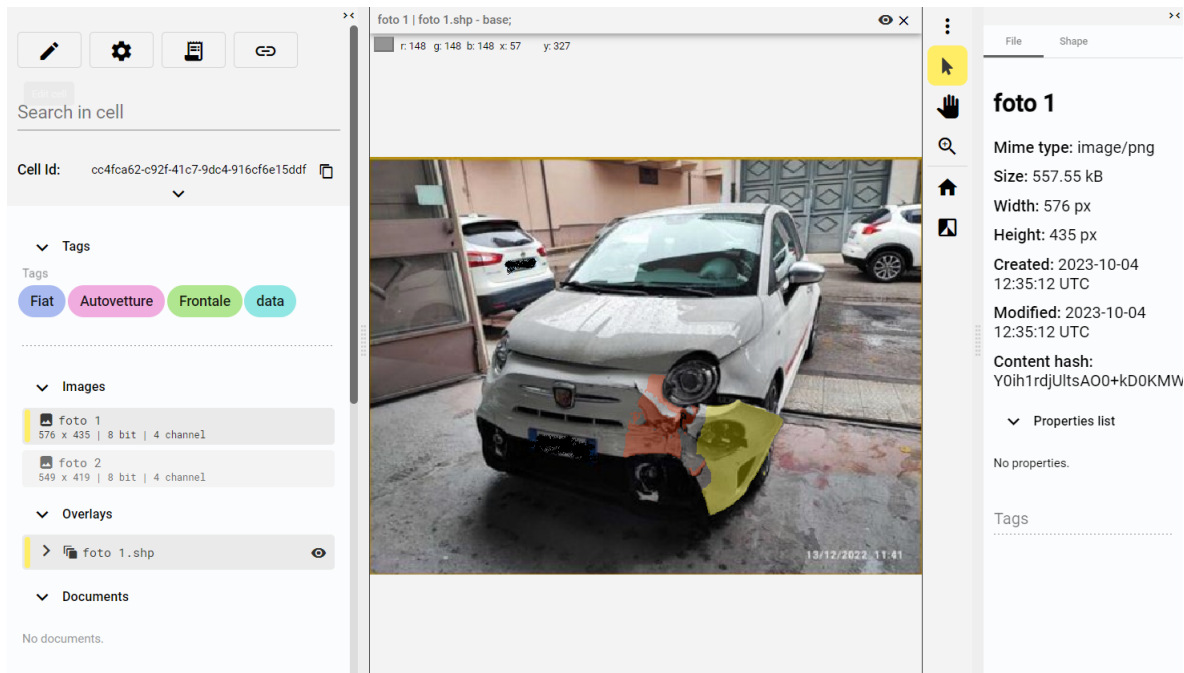 Edit cell
Search in cell
Cell Id: cc4fca62-c92f-41c7-9dc4-916cf6e15ddf
Tags
Tags
Fiat Autovetture Frontale data
Images
foto 1
576 x 435 | 8 bit | 4 channel
foto 2
549 x 419 | 8 bit | 4 channel
Overlays
foto 1.shp
Documents
No documents.
foto 1 | foto 1.shp - base;
r: 148 g: 148 b: 148 x: 57 y: 327
13/12/2022 11:41
File Shape
foto 1
Mime type: image/png
Size: 557.55 kB
Width: 576 px
Height: 435 px
Created: 2023-10-04
12:35:12 UTC
Modified: 2023-10-04
12:35:12 UTC
Content hash:
Y0ih1rdjUltsAO0+kD0KMW
Properties list
No properties.
Tags